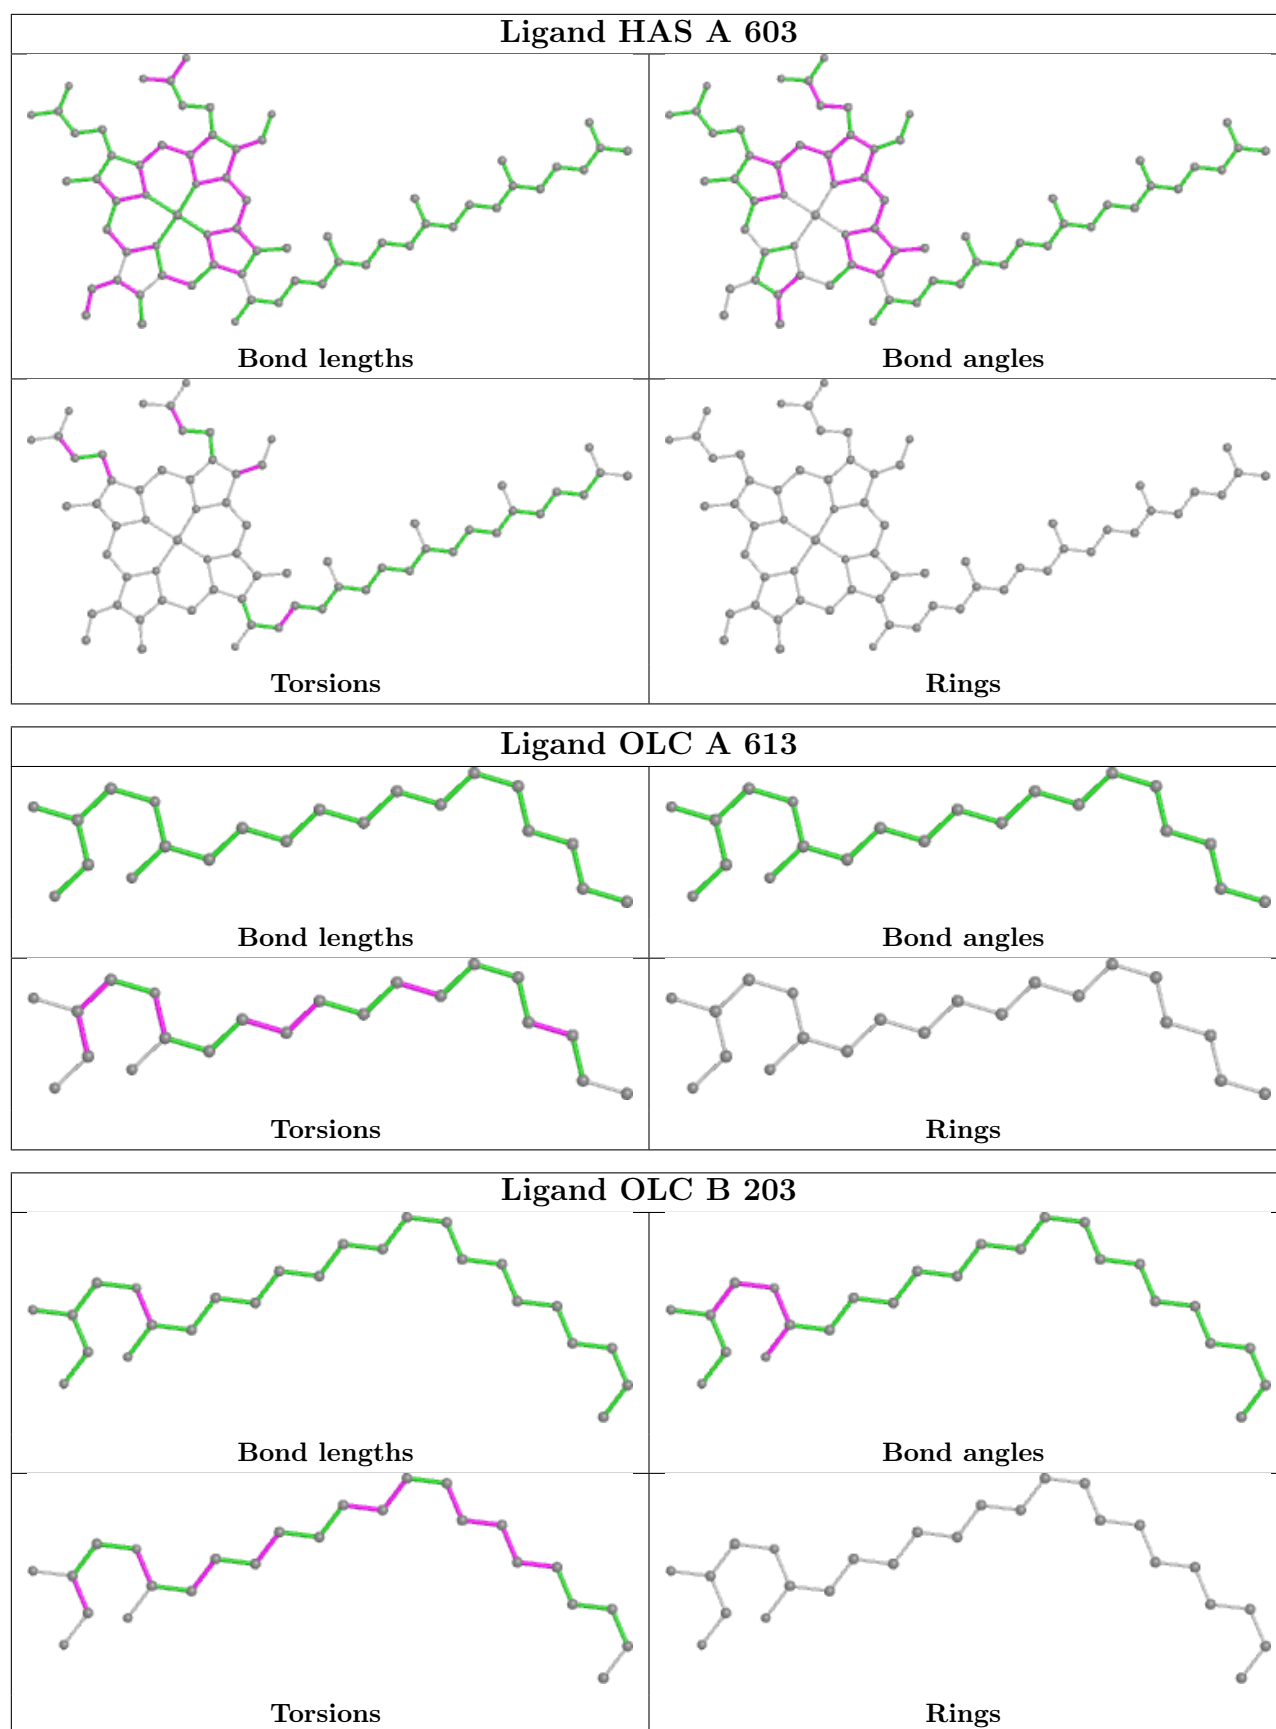 Ligand HAS A 603
Bond lengths
Bond angles
Torsions
Rings
Ligand OLC A 613
Bond lengths
Bond angles
Torsions
Rings
Ligand OLC B 203
Bond lengths
Bond angles
Torsions
Rings